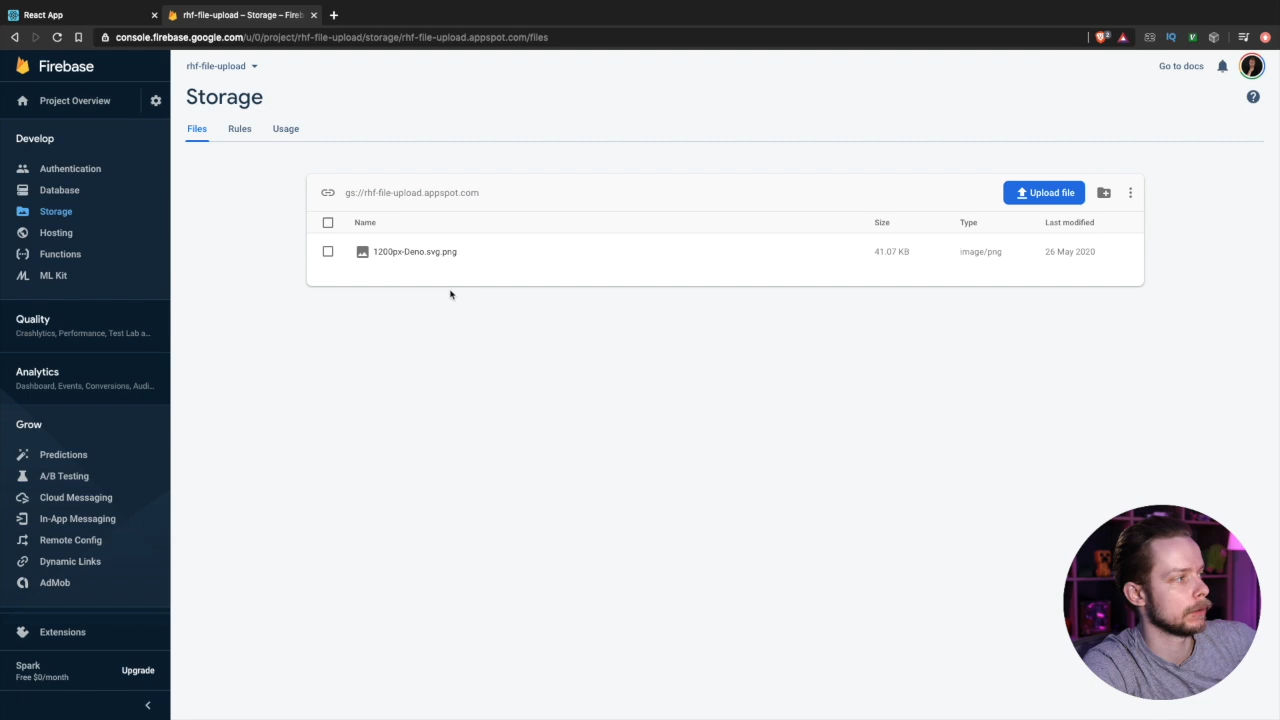 React App
rhf-file-upload – Storage – Fireb
console.firebase.google.com/u/0/project/rhf-file-upload/storage/rhf-file-upload.appspot.com/files
Firebase
Project Overview
Develop
Authentication
Database
Storage
Hosting
Functions
ML Kit
Quality
Crashlytics, Performance, Test Lab a...
Analytics
Dashboard, Events, Conversions, Audi...
Grow
Predictions
A/B Testing
Cloud Messaging
In-App Messaging
Remote Config
Dynamic Links
AdMob
Extensions
Spark
Free $0/month
Upgrade
rhf-file-upload
Go to docs
Storage
Files Rules Usage
gs://rhf-file-upload.appspot.com
Upload file
Name Size Type Last modified
1200px-Deno.svg.png 41.07 KB image/png 26 May 2020